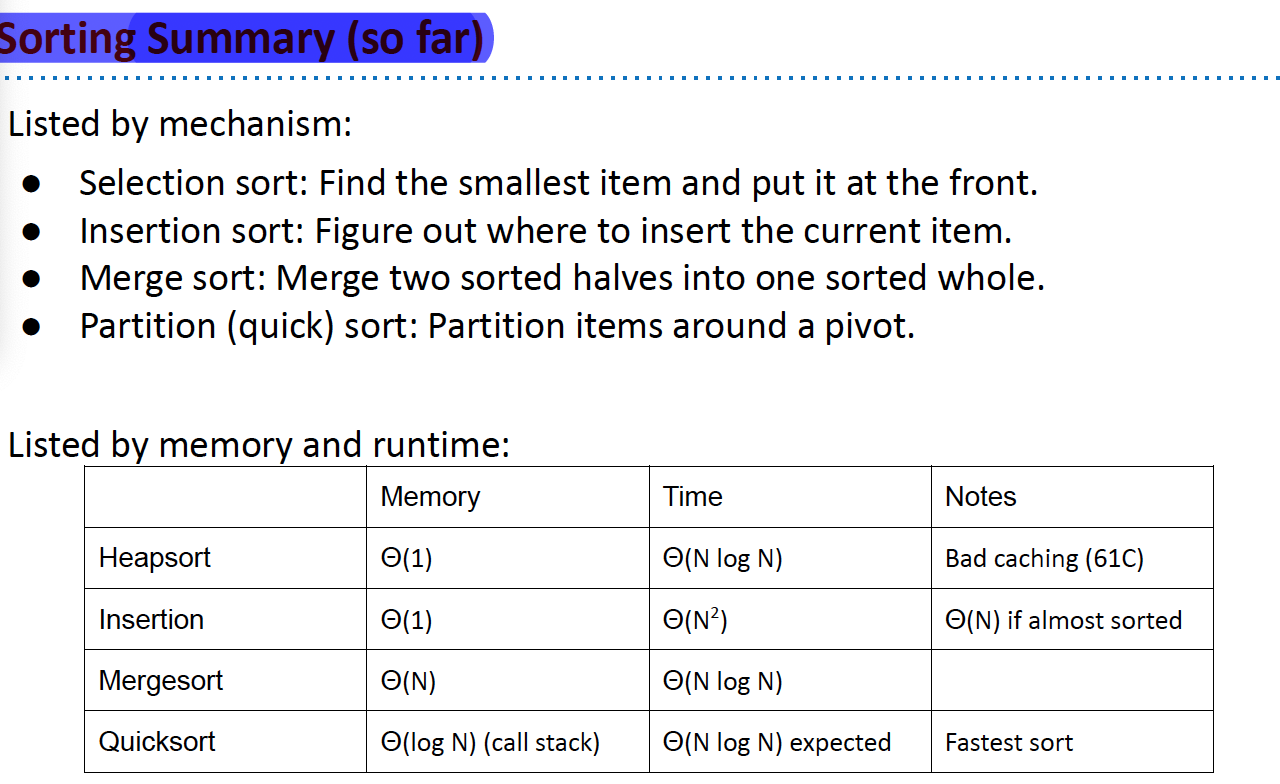 Sorting Summary (so far)
Listed by mechanism:
● Selection sort: Find the smallest item and put it at the front.
● Insertion sort: Figure out where to insert the current item.
● Merge sort: Merge two sorted halves into one sorted whole.
● Partition (quick) sort: Partition items around a pivot.
Listed by memory and runtime:
Memory Time Notes
Heapsort Θ(1) Θ(N log N) Bad caching (61C)
Insertion Θ(1) Θ(N²) Θ(N) if almost sorted
Mergesort Θ(N) Θ(N log N)
Quicksort Θ(log N) (call stack) Θ(N log N) expected Fastest sort